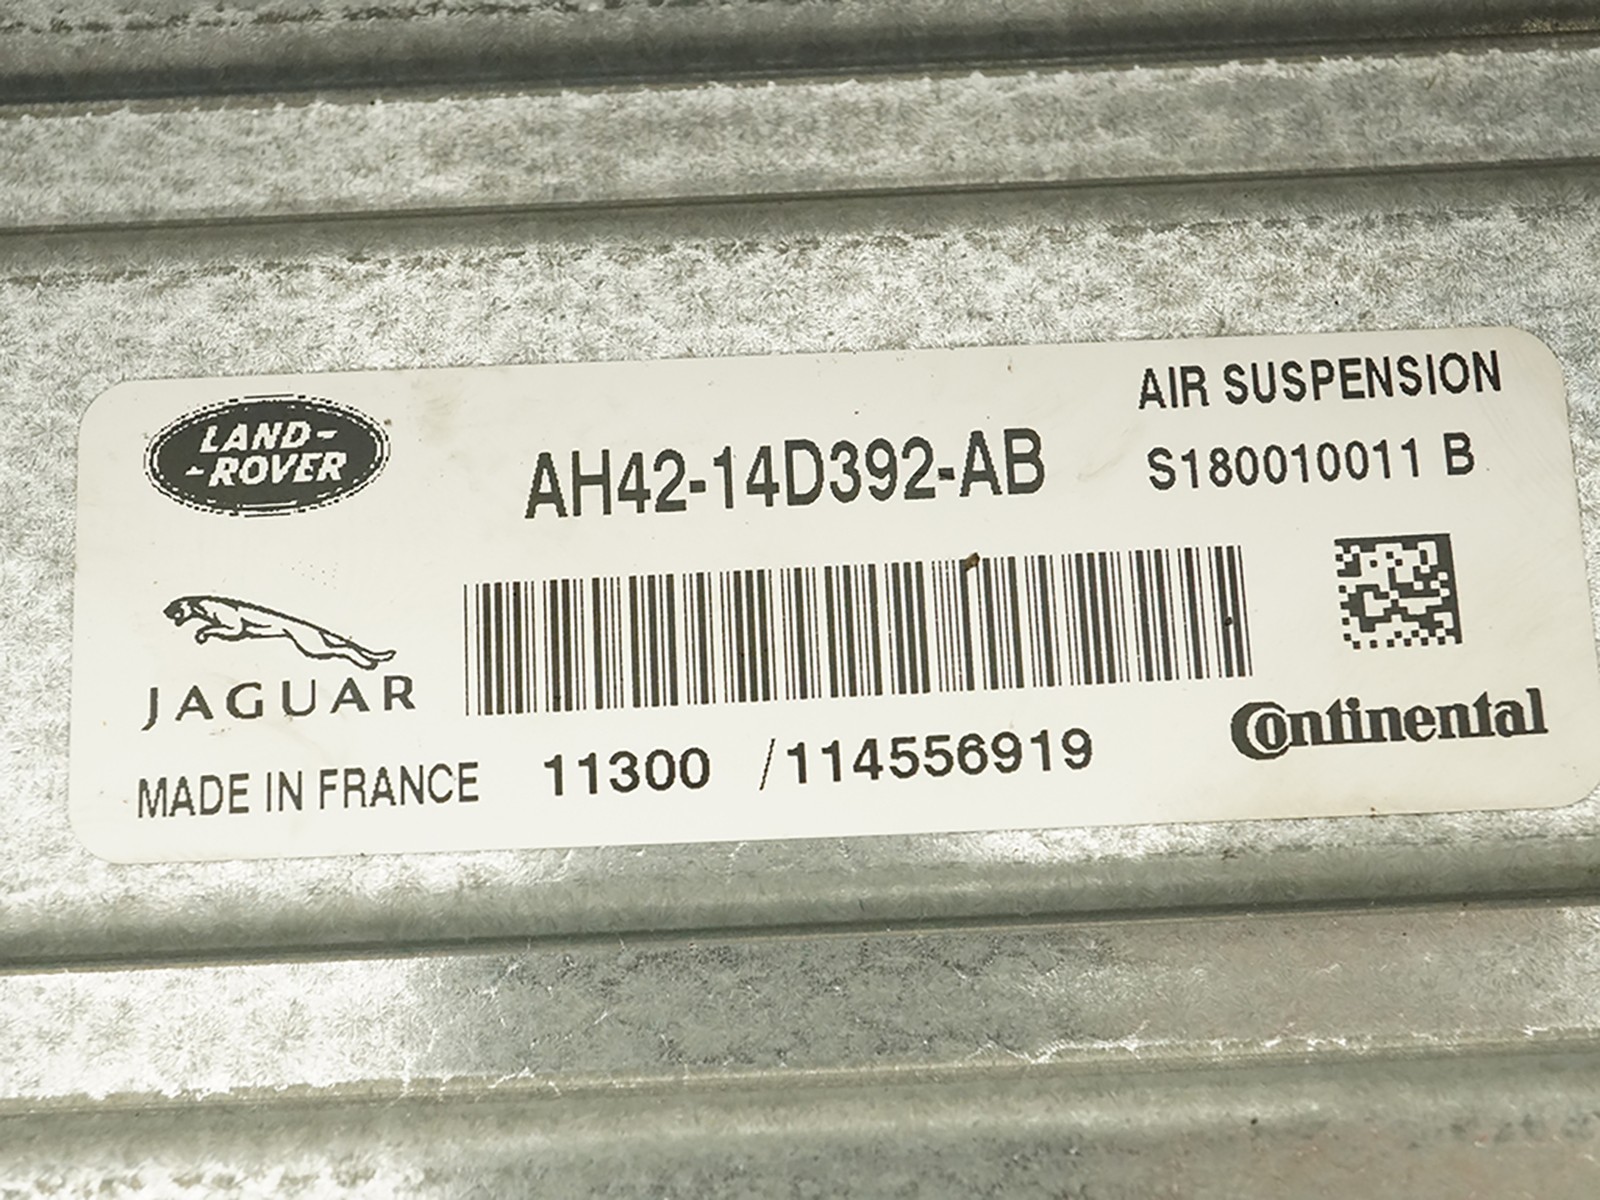 LAND-
-ROVER
AH42-14D392-AB
AIR SUSPENSION
S180010011 B
JAGUAR
Continental
MADE IN FRANCE
11300 /114556919